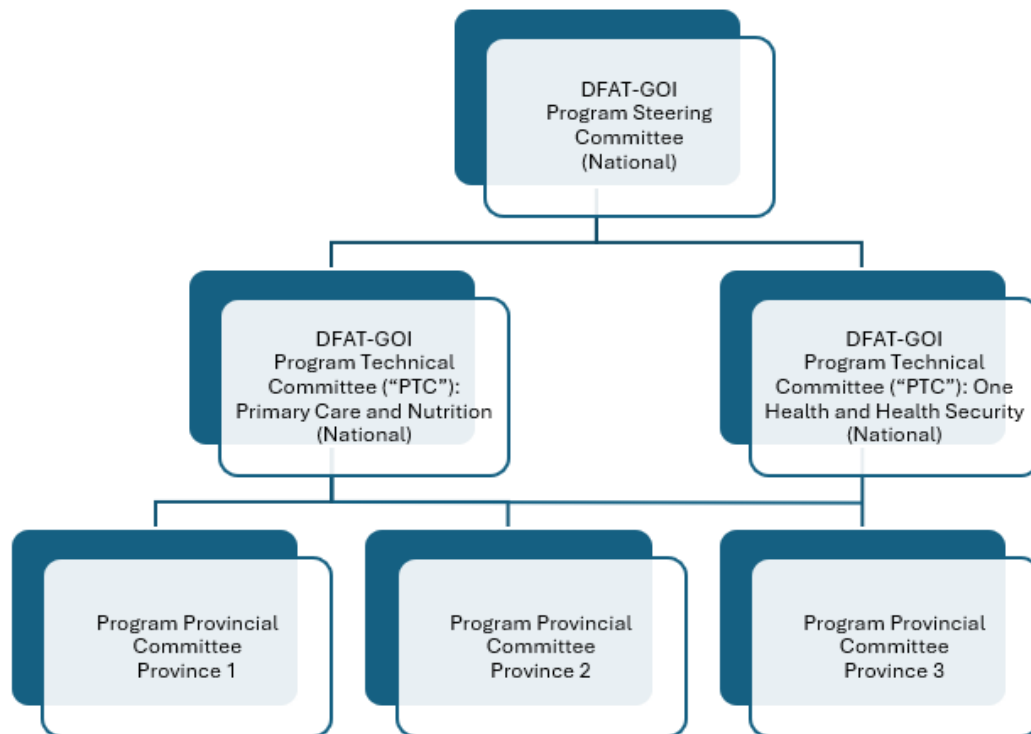 DFAT-GOI
Program Steering
Committee
(National)
DFAT-GOI
Program Technical
Committee (“PTC”):
Primary Care and Nutrition
(National)
DFAT-GOI
Program Technical
Committee (“PTC”): One
Health and Health Security
(National)
Program Provincial
Committee
Province 1
Program Provincial
Committee
Province 2
Program Provincial
Committee
Province 3